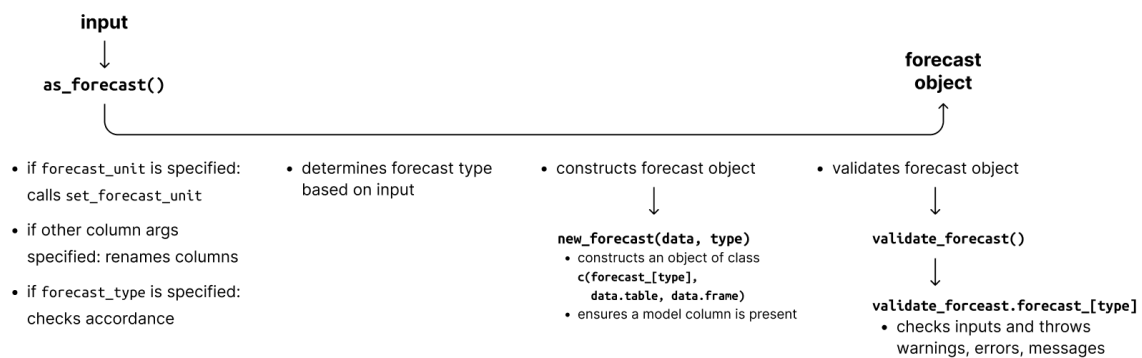 input
as_forecast()
forecast
object
• if forecast_unit is specified:
calls set_forecast_unit
• if other column args
specified: renames columns
• if forecast_type is specified:
checks accordance
• determines forecast type
based on input
• constructs forecast object
new_forecast(data, type)
• constructs an object of class
c(forecast_[type],
data.table, data.frame)
• ensures a model column is present
• validates forecast object
validate_forecast()
validate_forceast.forecast_[type]
• checks inputs and throws
warnings, errors, messages